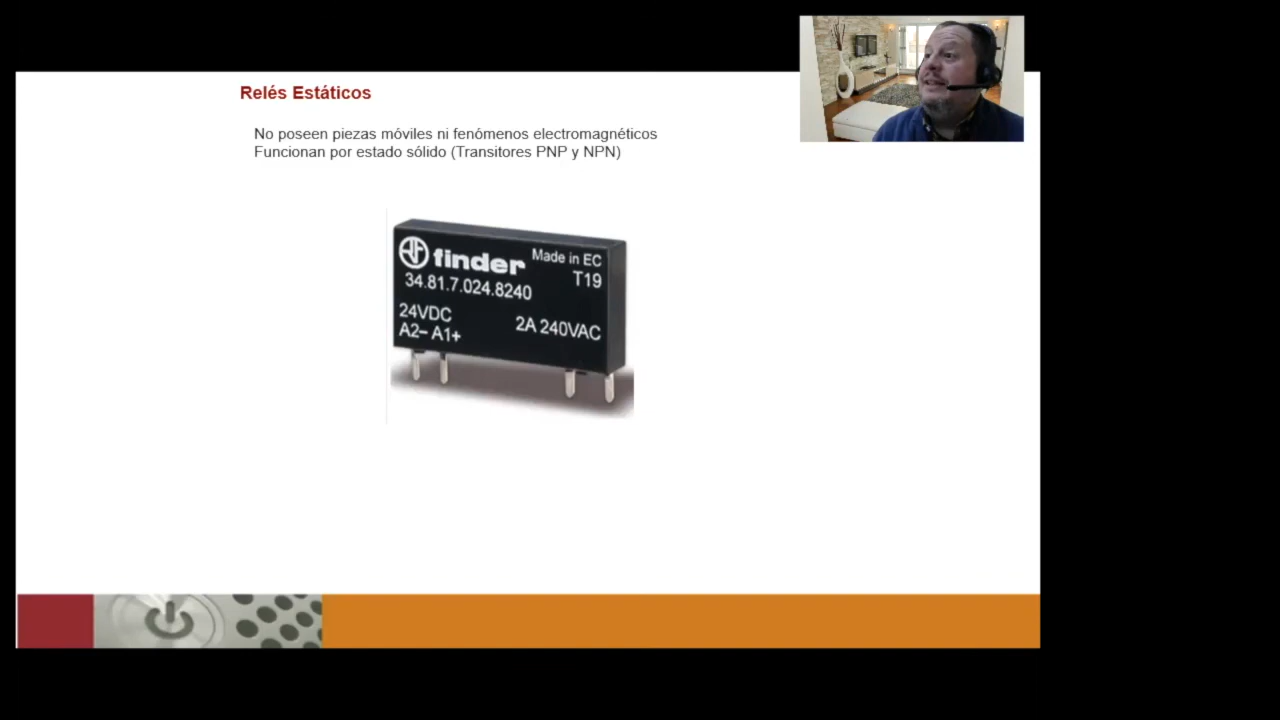 Relés Estáticos
No poseen piezas móviles ni fenómenos electromagnéticos
Funcionan por estado sólido (Transitores PNP y NPN)
finder
Made in EC
T19
34.81.7.024.8240
24VDC
A2– A1+
2A 240VAC